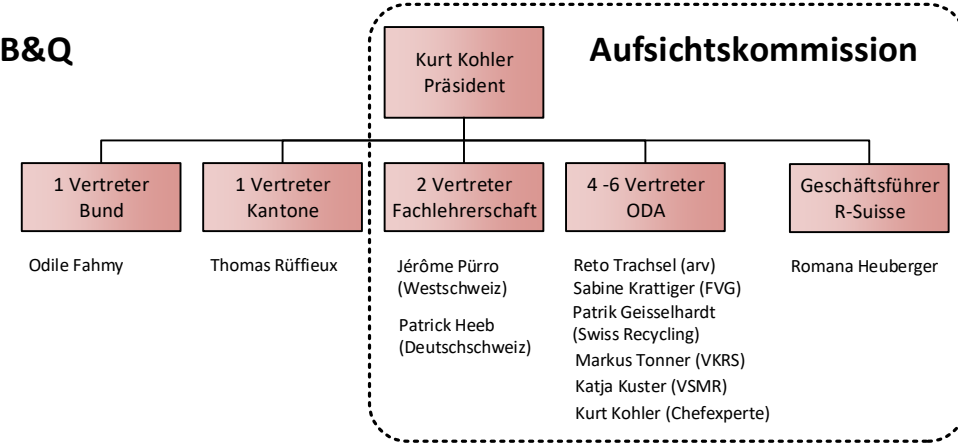 B&Q
Aufsichtskommission
Kurt Kohler
Präsident
1 Vertreter
Bund
1 Vertreter
Kantone
2 Vertreter
Fachlehrerschaft
4 -6 Vertreter
ODA
Geschäftsführer
R-Suisse
Odile Fahmy
Thomas Rüffieux
Jérôme Pürro
(Westschweiz)
Patrick Heeb
(Deutschschweiz)
Reto Trachsel (arv)
Sabine Krattiger (FVG)
Patrik Geisselhardt
(Swiss Recycling)
Markus Tonner (VKRS)
Katja Kuster (VSMR)
Kurt Kohler (Chefexperte)
Romana Heuberger